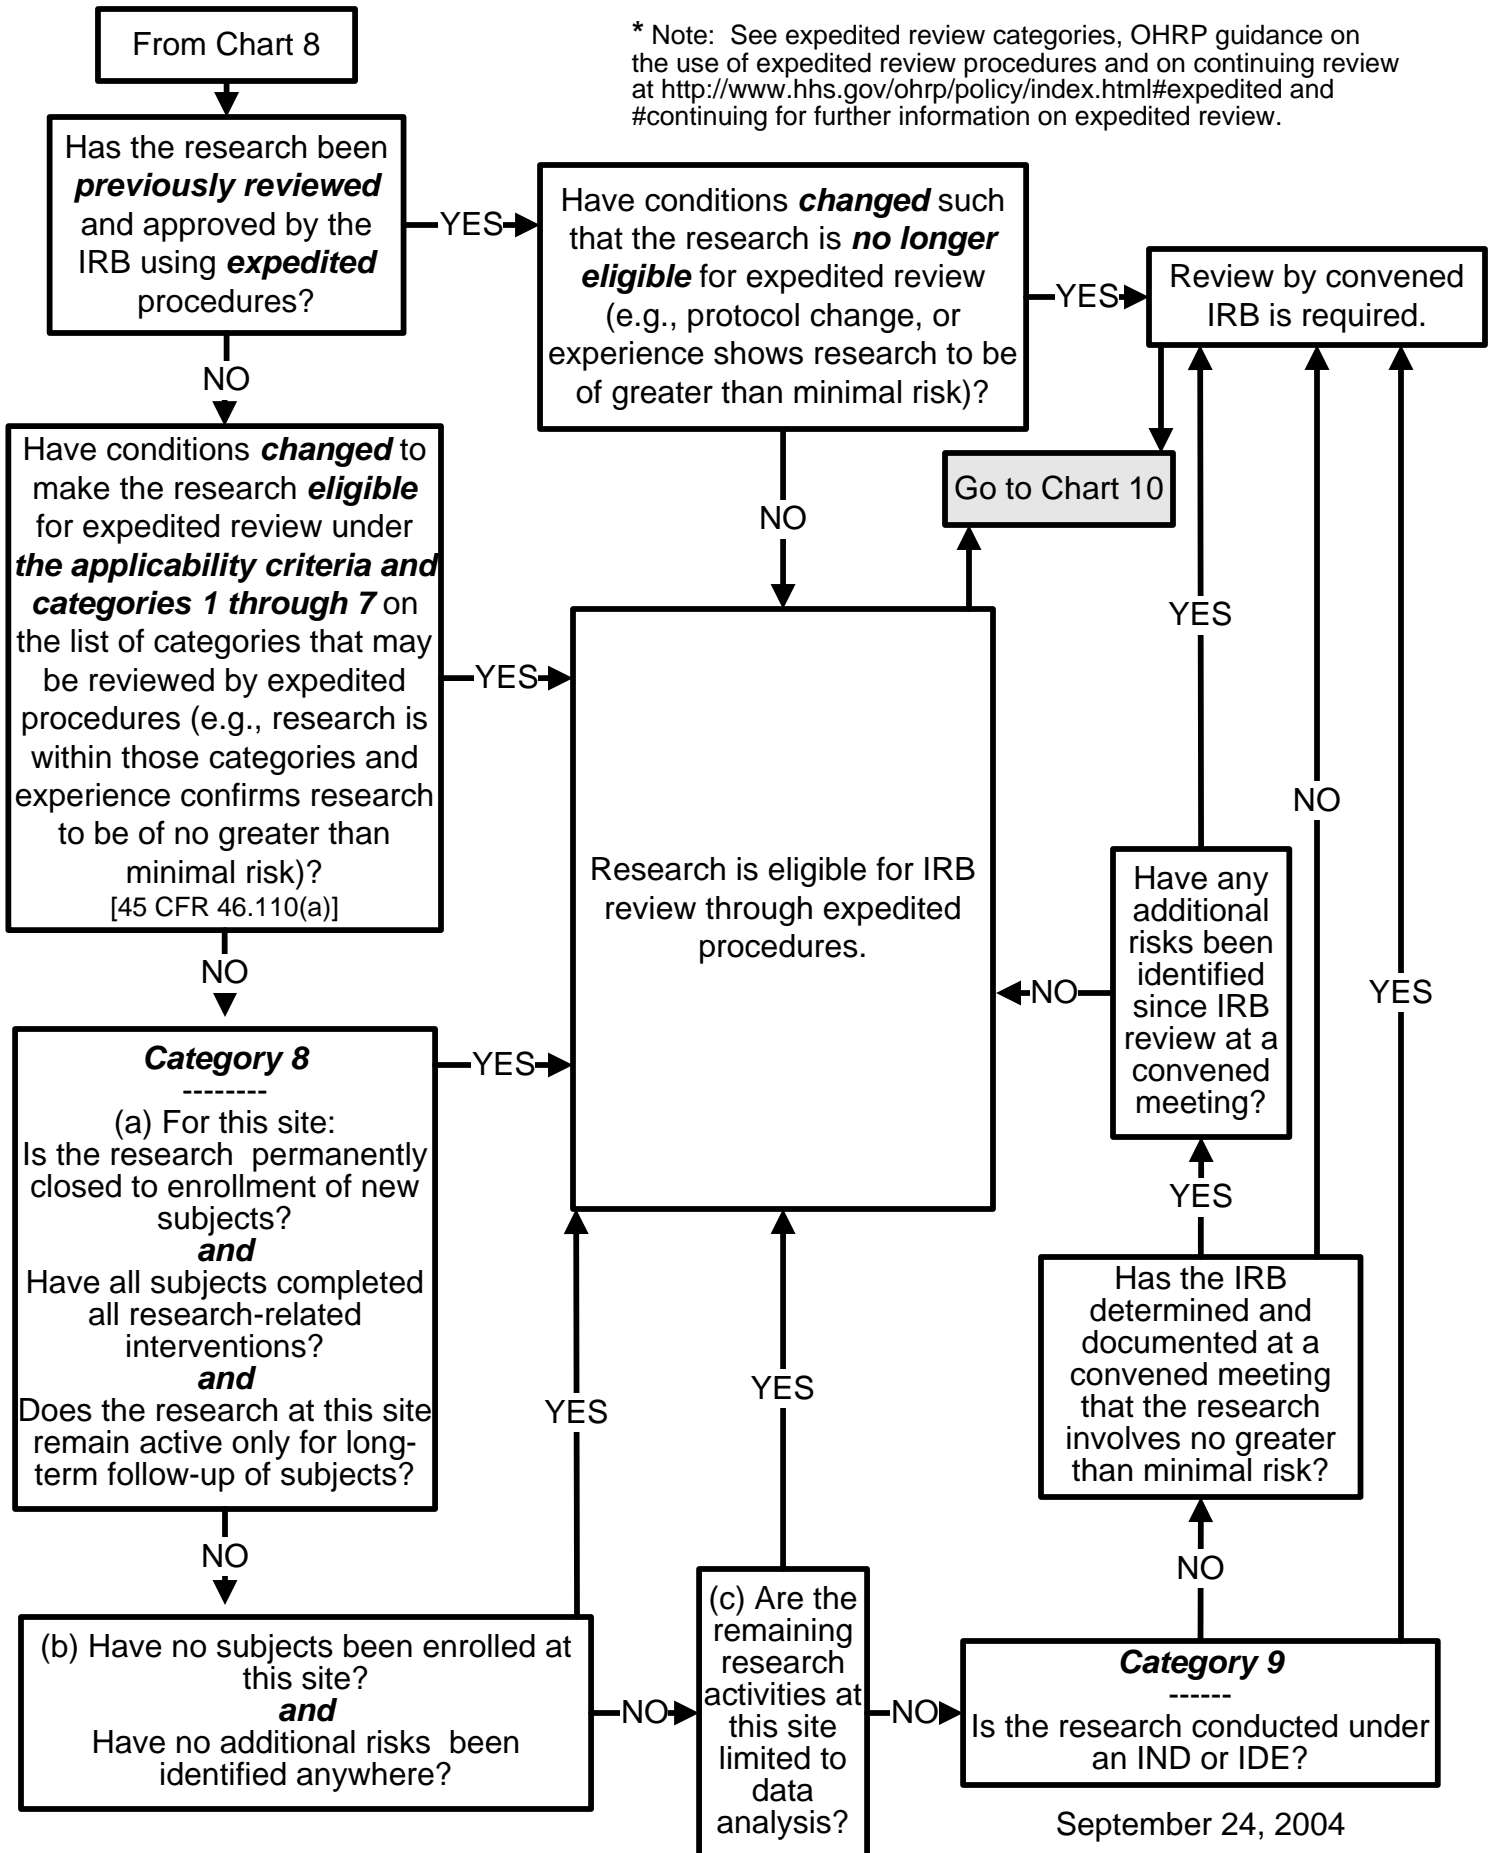 From Chart 8
* Note:  See expedited review categories, OHRP guidance on
the use of expedited review procedures and on continuing review
at http://www.hhs.gov/ohrp/policy/index.html#expedited and
#continuing for further information on expedited review.
Has the research been
previously reviewed
and approved by the
IRB using expedited
procedures?
YES
Have conditions changed such
that the research is no longer
eligible for expedited review
(e.g., protocol change, or
experience shows research to be
of greater than minimal risk)?
YES
Review by convened
IRB is required.
NO
NO
Go to Chart 10
Have conditions changed to
make the research eligible
for expedited review under
the applicability criteria and
categories 1 through 7 on
the list of categories that may
be reviewed by expedited
procedures (e.g., research is
within those categories and
experience confirms research
to be of no greater than
minimal risk)?
[45 CFR 46.110(a)]
YES
Research is eligible for IRB
review through expedited
procedures.
YES
NO
YES
Have any
additional
risks been
identified
since IRB
review at a
convened
meeting?
NO
NO
Category 8
--------
(a) For this site:
Is the research  permanently
closed to enrollment of new
subjects?
and
Have all subjects completed
all research-related
interventions?
and
Does the research at this site
remain active only for long-
term follow-up of subjects?
YES
YES
Has the IRB
determined and
documented at a
convened meeting
that the research
involves no greater
than minimal risk?
YES
YES
NO
NO
(b) Have no subjects been enrolled at
this site?
and
Have no additional risks  been
identified anywhere?
NO
(c) Are the
remaining
research
activities at
this site
limited to
data
analysis?
NO
Category 9
------
Is the research conducted under
an IND or IDE?
September 24, 2004